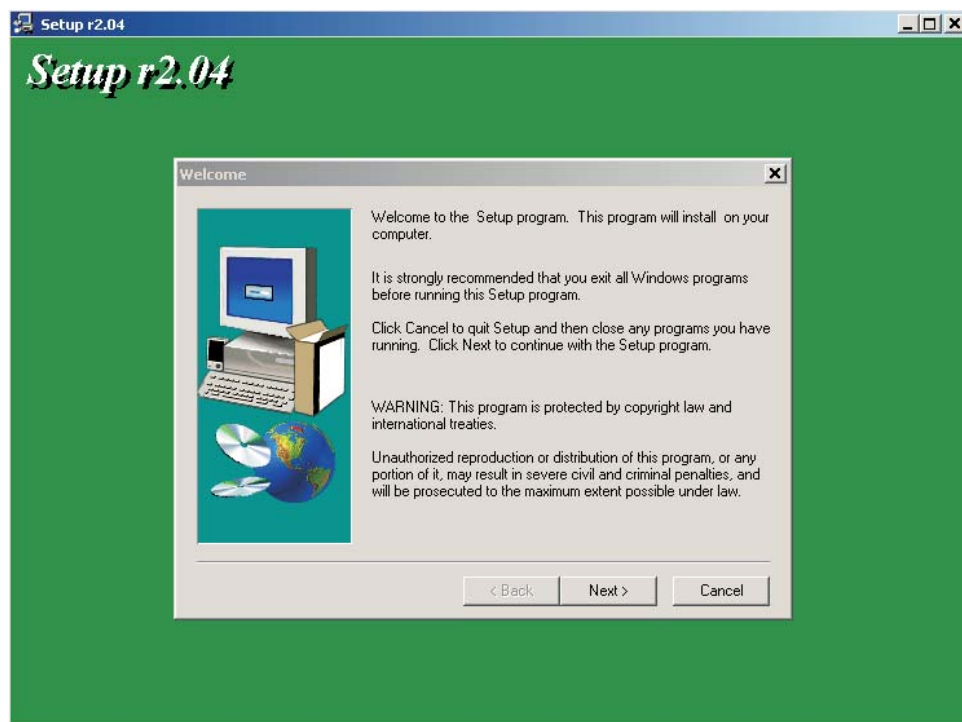 Setup r2.04
Setup r2.04
Welcome
Welcome to the  Setup program.  This program will install  on your
computer.
It is strongly recommended that you exit all Windows programs
before running this Setup program.
Click Cancel to quit Setup and then close any programs you have
running.  Click Next to continue with the Setup program.
WARNING: This program is protected by copyright law and
international treaties.
Unauthorized reproduction or distribution of this program, or any
portion of it, may result in severe civil and criminal penalties, and
will be prosecuted to the maximum extent possible under law.
< Back
Next >
Cancel